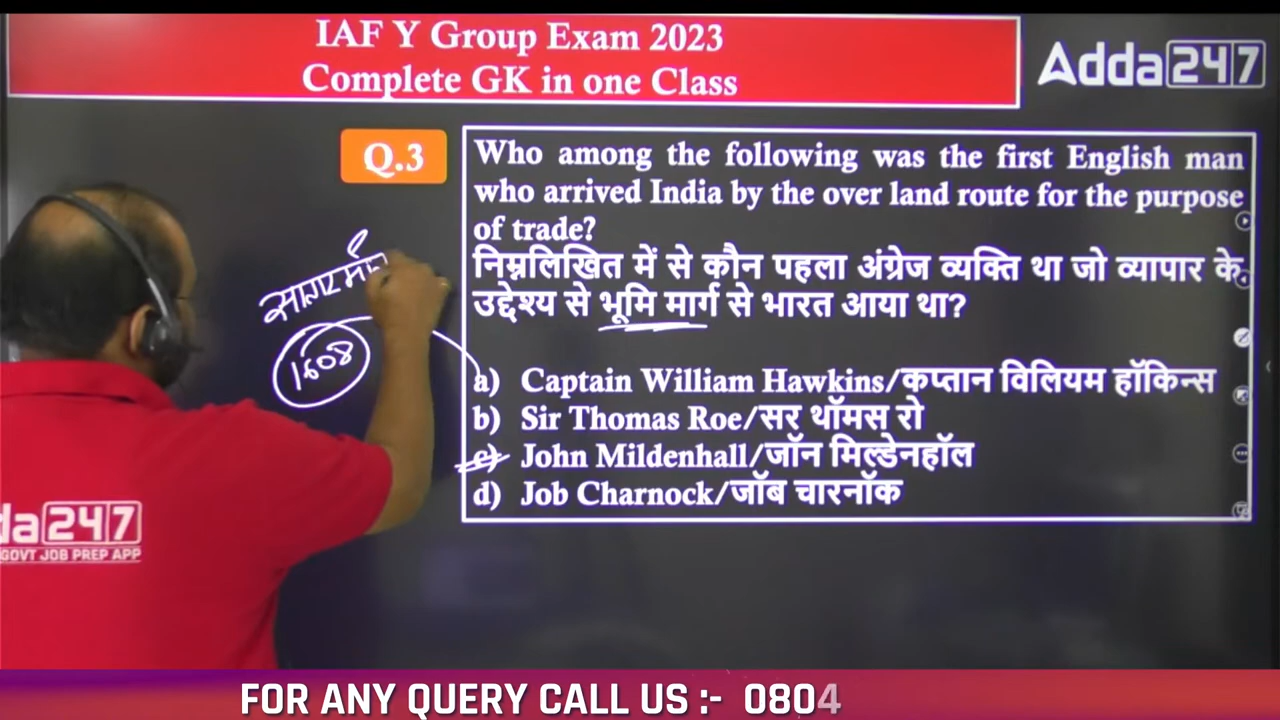 IAF Y Group Exam 2023
Complete GK in one Class
Adda247
Q.3
Who among the following was the first English man
who arrived India by the over land route for the purpose
of trade?
निम्नलिखित में से कौन पहला अंग्रेज व्यक्ति था जो व्यापार के
उद्देश्य से भूमि मार्ग से भारत आया था?
1608
a) Captain William Hawkins/कप्तान विलियम हॉकिन्स
b) Sir Thomas Roe/सर थॉमस रो
c) John Mildenhall/जॉन मिल्डेनहॉल
d) Job Charnock/जॉब चारनॉक
da247
GOVT JOB PREP APP
FOR ANY QUERY CALL US :- 0804